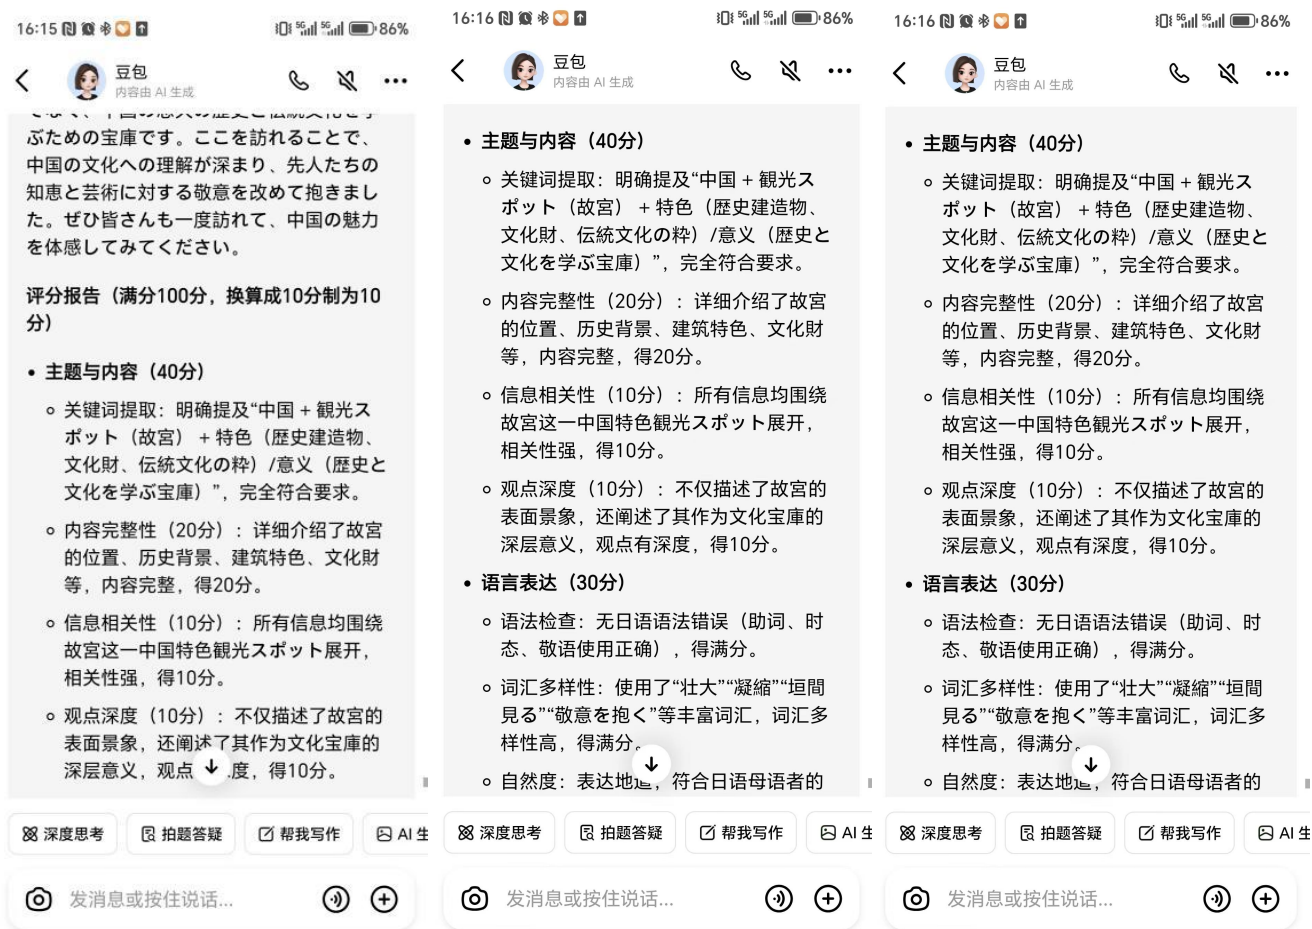 16:15
5G 5G 86%
豆包
内容由 AI 生成
ぶための宝庫です。ここを訪れることで、
中国の文化への理解が深まり、先人たちの
知恵と芸術に対する敬意を改めて抱きまし
た。ぜひ皆さんも一度訪れて、中国の魅力
を体感してみてください。
评分报告（满分100分，换算成10分制为10
分）
• 主题与内容（40分）
关键词提取：明确提及“中国 + 観光ス
ポット（故宮） + 特色（歴史建造物、
文化財、伝統文化の粋）/意义（歴史と
文化を学ぶ宝庫）”，完全符合要求。
内容完整性（20分）：详细介绍了故宫
的位置、历史背景、建筑特色、文化財
等，内容完整，得20分。
信息相关性（10分）：所有信息均围绕
故宫这一中国特色観光スポット展开，
相关性强，得10分。
观点深度（10分）：不仅描述了故宫的
表面景象，还阐述了其作为文化宝庫的
深层意义，观点 度，得10分。
深度思考 拍题答疑 帮我写作 AI 生
发消息或按住说话...
16:16
5G 5G 86%
豆包
内容由 AI 生成
• 主题与内容（40分）
关键词提取：明确提及“中国 + 観光ス
ポット（故宮） + 特色（歴史建造物、
文化財、伝統文化の粋）/意义（歴史と
文化を学ぶ宝庫）”，完全符合要求。
内容完整性（20分）：详细介绍了故宫
的位置、历史背景、建筑特色、文化財
等，内容完整，得20分。
信息相关性（10分）：所有信息均围绕
故宫这一中国特色観光スポット展开，
相关性强，得10分。
观点深度（10分）：不仅描述了故宫的
表面景象，还阐述了其作为文化宝庫的
深层意义，观点有深度，得10分。
• 语言表达（30分）
语法检查：无日语语法错误（助词、时
态、敬语使用正确），得满分。
词汇多样性：使用了“壮大”“凝縮”“垣間
見る”“敬意を抱く”等丰富词汇，词汇多
样性高，得满分。
自然度：表达地道，符合日语母语者的
深度思考 拍题答疑 帮我写作 AI 生
发消息或按住说话...
16:16
5G 5G 86%
豆包
内容由 AI 生成
• 主题与内容（40分）
关键词提取：明确提及“中国 + 観光ス
ポット（故宮） + 特色（歴史建造物、
文化財、伝統文化の粋）/意义（歴史と
文化を学ぶ宝庫）”，完全符合要求。
内容完整性（20分）：详细介绍了故宫
的位置、历史背景、建筑特色、文化財
等，内容完整，得20分。
信息相关性（10分）：所有信息均围绕
故宫这一中国特色観光スポット展开，
相关性强，得10分。
观点深度（10分）：不仅描述了故宫的
表面景象，还阐述了其作为文化宝庫的
深层意义，观点有深度，得10分。
• 语言表达（30分）
语法检查：无日语语法错误（助词、时
态、敬语使用正确），得满分。
词汇多样性：使用了“壮大”“凝縮”“垣間
見る”“敬意を抱く”等丰富词汇，词汇多
样性高，得满分。
自然度：表达地道，符合日语母语者的
深度思考 拍题答疑 帮我写作 AI 生
发消息或按住说话...